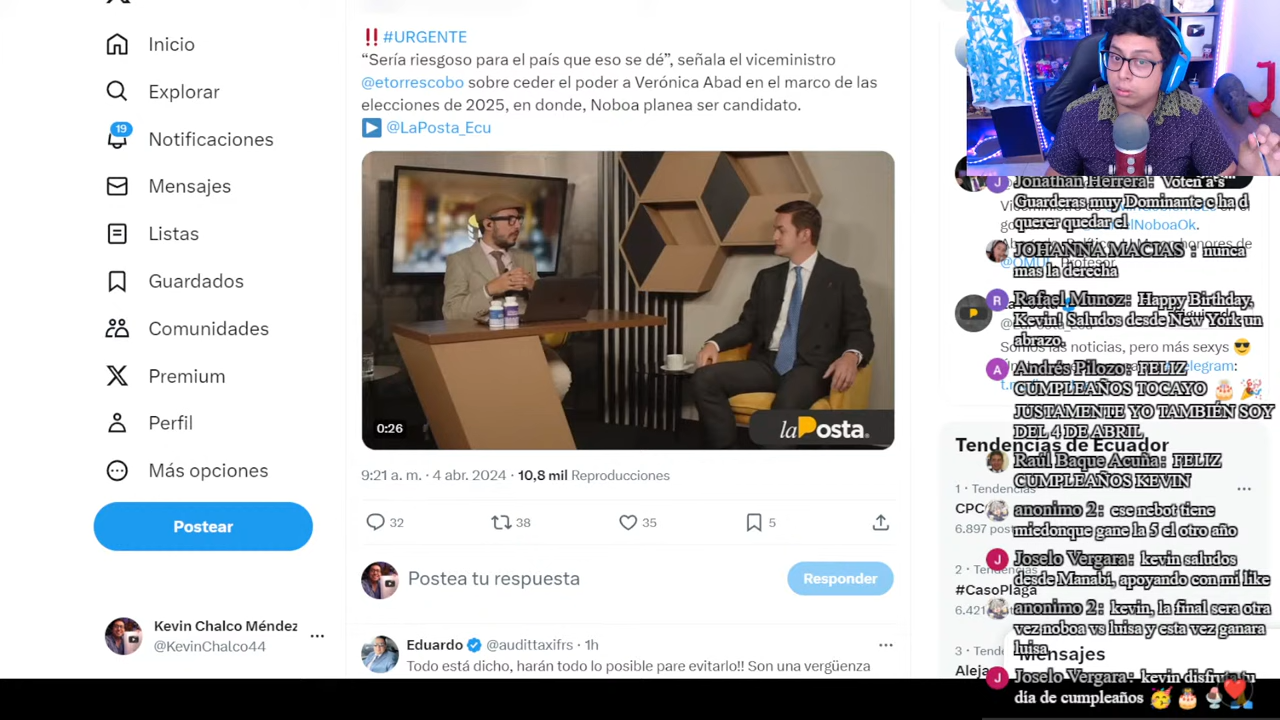 Inicio
Explorar
19
Notificaciones
Mensajes
Listas
Guardados
Comunidades
Premium
Perfil
Más opciones
Postear
Kevin Chalco Méndez
@KevinChalco44
‼️ #URGENTE
“Sería riesgoso para el país que eso se dé”, señala el viceministro
@etorrescobo sobre ceder el poder a Verónica Abad en el marco de las
elecciones de 2025, en donde, Noboa planea ser candidato.
▶️ @LaPosta_Ecu
0:26
la Posta.
9:21 a. m. · 4 abr. 2024 · 10,8 mil Reproducciones
32
38
35
5
Postea tu respuesta
Responder
Eduardo @audittaxifrs · 1h
Todo está dicho, harán todo lo posible pare evitarlo!! Son una vergüenza
Jonathan Herrera: Voten a's
Guarderas muy Dominante c ha d
querer quedar el
JOHANNA MACIAS : nunca
mas la derecha
Rafael Munoz: Happy Birthday.
Kevin! Saludos desde New York un
abrazo.
Somos las noticias, pero más sexys 😎
Andrés Pilozo: FELIZ
CUMPLEAÑOS TOCAYO 🎂 🎉
JUSTAMENTE YO TAMBIÉN SOY
DEL 4 DE ABRIL
Tendencias de Ecuador
Raúl Baque Acuña: FELIZ
CUMPLEAÑOS KEVIN
1 · Tendencias
CPC
6.897
anonimo 2: ese nebot tiene
miedonque gane la 5 el otro año
2 · Tendencias
#CasoPlaga
6.421
Joselo Vergara: kevin saludos
desde Manabí, apoyando con mi like
anonimo 2: kevin, la final sera otra
vez noboa vs luisa y esta vez ganara
luisa
3 · Tendencias
Mensajes
Joselo Vergara: kevin disfruta tu
día de cumpleaños 🥳 🎂